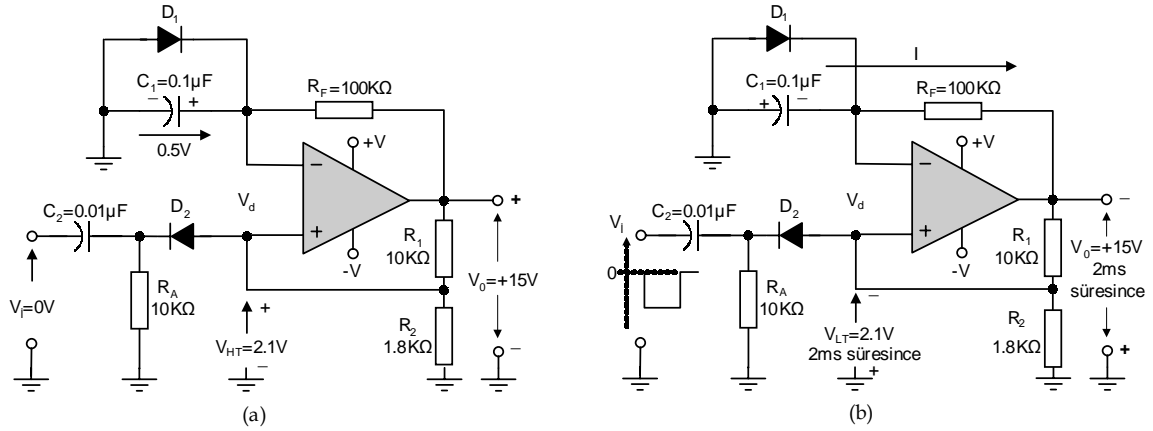 D1
C1=0.1µF
− +
0.5V
RF=100KΩ
+V
−
+
-V
Vd
C2=0.01µF
D2
+
R1
10KΩ
V0=+15V
Vi=0V
RA
10KΩ
+
VHT=2.1V
−
R2
1.8KΩ
−
(a)
D1
I
C1=0.1µF
+ −
RF=100KΩ
+V
−
+
-V
Vd
Vi
C2=0.01µF
D2
−
0
R1
10KΩ
V0=+15V
2ms
süresince
RA
10KΩ
−
VLT=2.1V
2ms süresince
+
R2
1.8KΩ
+
(b)